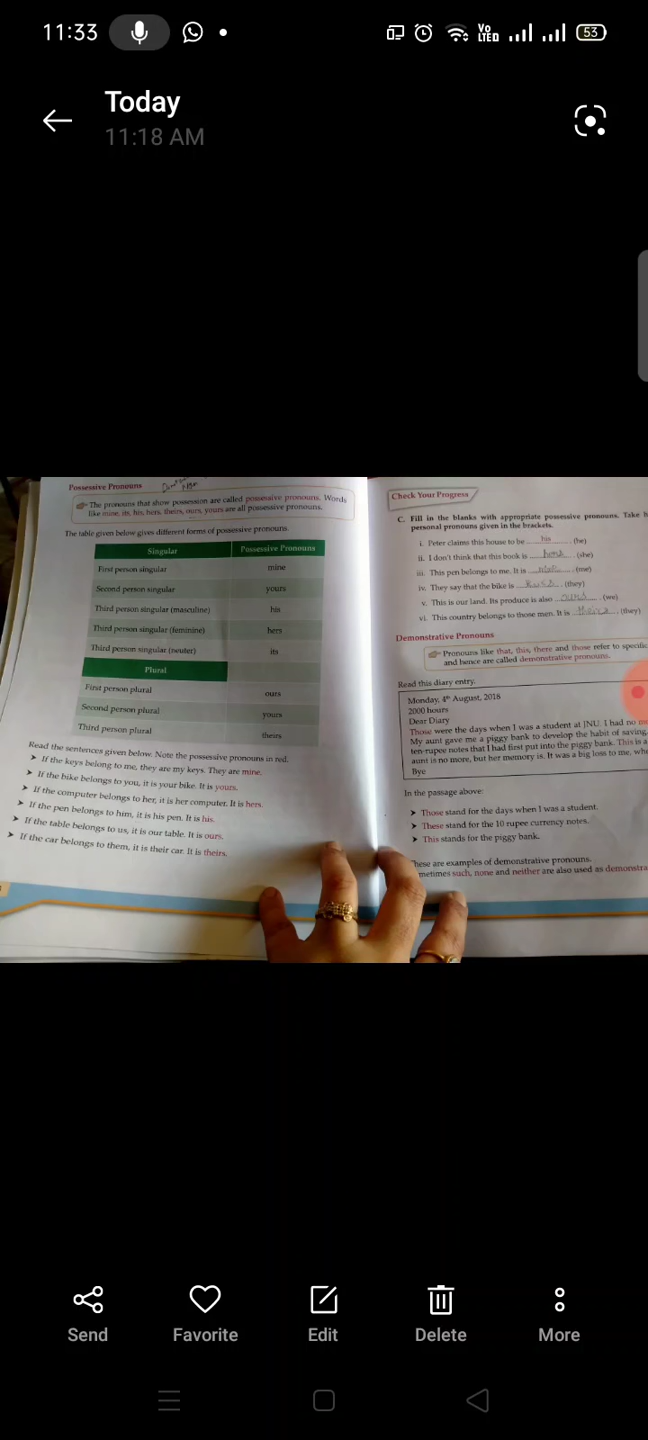 11:33
Vo
LTE
53
Today
11:18 AM
Possessive Pronouns
The pronouns that show possession are called possessive pronouns. Words
like mine, its, his, hers, theirs, ours, yours are all possessive pronouns.
The table given below gives different forms of possessive pronouns.
Singular Possessive Pronouns
First person singular mine
Second person singular yours
Third person singular (masculine) his
Third person singular (feminine) hers
Third person singular (neuter) its
Plural
First person plural ours
Second person plural yours
Third person plural theirs
Read the sentences given below. Note the possessive pronouns in red.
➤ If the keys belong to me, they are my keys. They are mine.
➤ If the bike belongs to you, it is your bike. It is yours.
➤ If the computer belongs to her, it is her computer. It is hers.
➤ If the pen belongs to him, it is his pen. It is his.
➤ If the table belongs to us, it is our table. It is ours.
➤ If the car belongs to them, it is their car. It is theirs.
Check Your Progress
C. Fill in the blanks with appropriate possessive pronouns. Take h
personal pronouns given in the brackets.
i. Peter claims this house to be his (he)
ii. I don't think that this book is (she)
iii. This pen belongs to me. It is (me)
iv. They say that the bike is (they)
v. This is our land. Its produce is also (we)
vi. This country belongs to those men. It is theirs (they)
Demonstrative Pronouns
Pronouns like that, this, there and those refer to specific
and hence are called demonstrative pronouns.
Read this diary entry.
Monday, 4th August, 2018
2000 hours
Dear Diary
Those were the days when I was a student at JNU. I had no
My aunt gave me a piggy bank to develop the habit of saving.
ten-rupee notes that I had first put into the piggy bank. This is a
aunt is no more, but her memory is. It was a big loss to me, whe
Bye
In the passage above:
➤ Those stand for the days when I was a student.
➤ These stand for the 10 rupee currency notes.
➤ This stands for the piggy bank.
hese are examples of demonstrative pronouns.
metimes such, none and neither are also used as demonstra
Send Favorite Edit Delete More